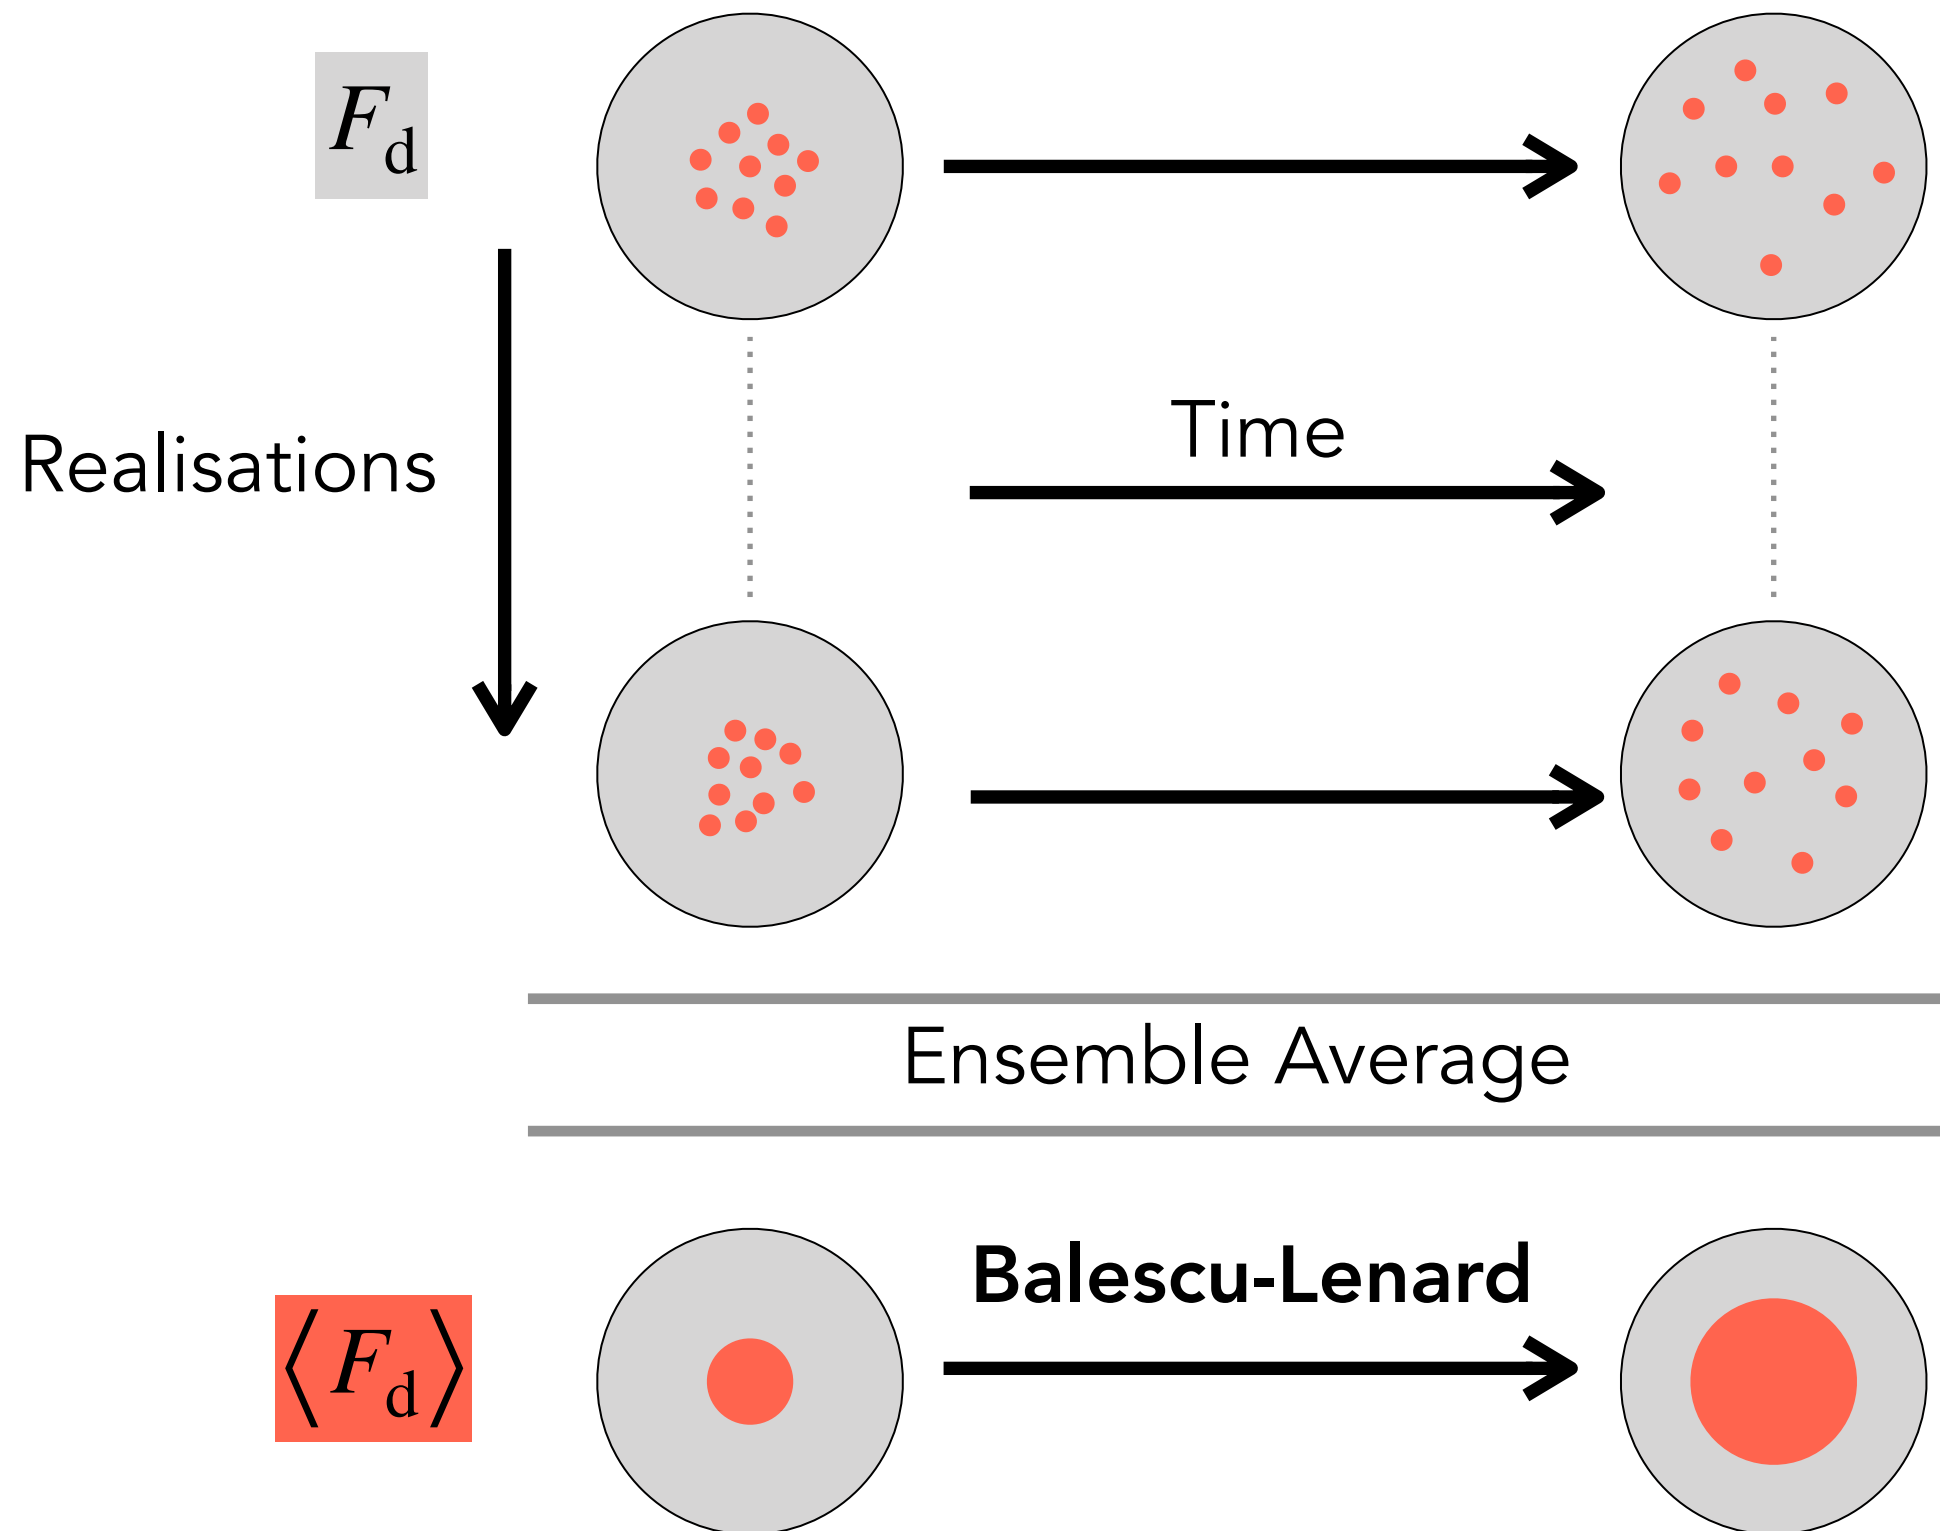 F_d
Time
Realisations
Ensemble Average
Balescu-Lenard
⟨F_d⟩